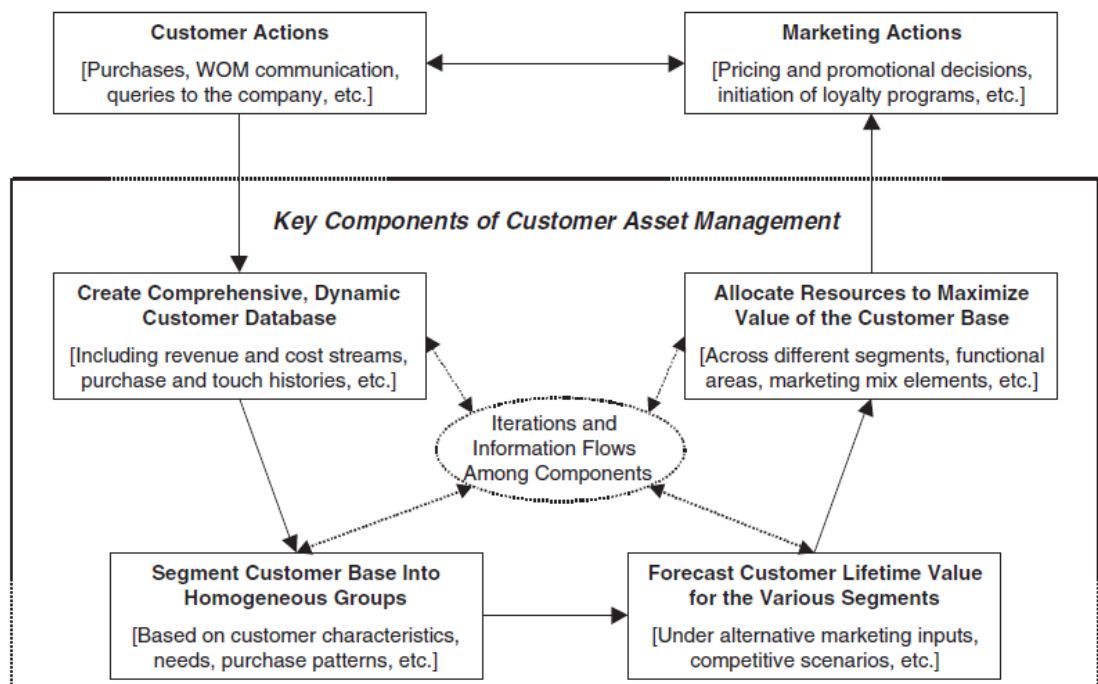 Customer Actions
[Purchases, WOM communication,
queries to the company, etc.]
Marketing Actions
[Pricing and promotional decisions,
initiation of loyalty programs, etc.]
Key Components of Customer Asset Management
Create Comprehensive, Dynamic
Customer Database
[Including revenue and cost streams,
purchase and touch histories, etc.]
Allocate Resources to Maximize
Value of the Customer Base
[Across different segments, functional
areas, marketing mix elements, etc.]
Iterations and
Information Flows
Among Components
Segment Customer Base Into
Homogeneous Groups
[Based on customer characteristics,
needs, purchase patterns, etc.]
Forecast Customer Lifetime Value
for the Various Segments
[Under alternative marketing inputs,
competitive scenarios, etc.]